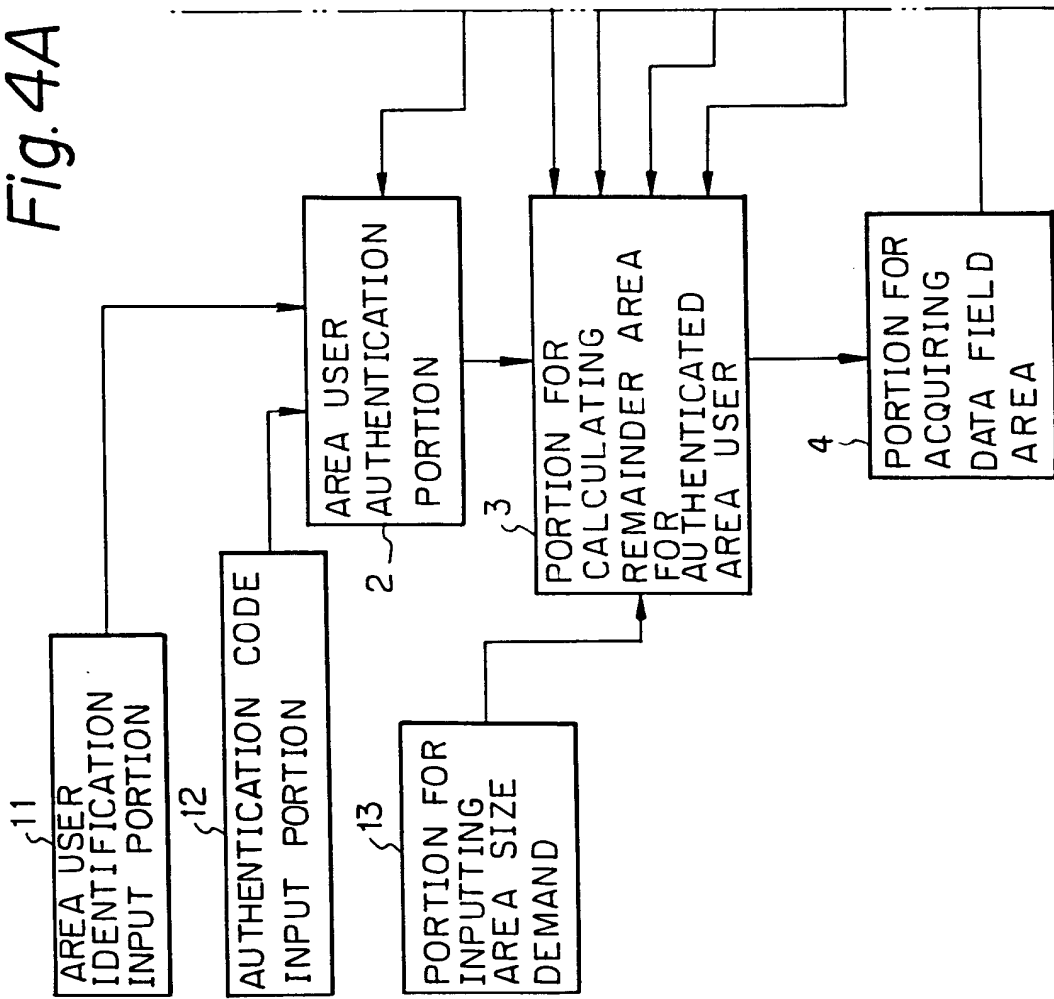 Fig. 4A
11
AREA USER
IDENTIFICATION
INPUT PORTION
12
AUTHENTICATION CODE
INPUT PORTION
13
PORTION FOR
INPUTTING
AREA SIZE
DEMAND
AREA USER
AUTHENTICATION
PORTION
2
3
PORTION FOR
CALCULATING
REMAINDER AREA
FOR
AUTHENTICATED
AREA USER
4
PORTION FOR
ACQUIRING
DATA FIELD
AREA